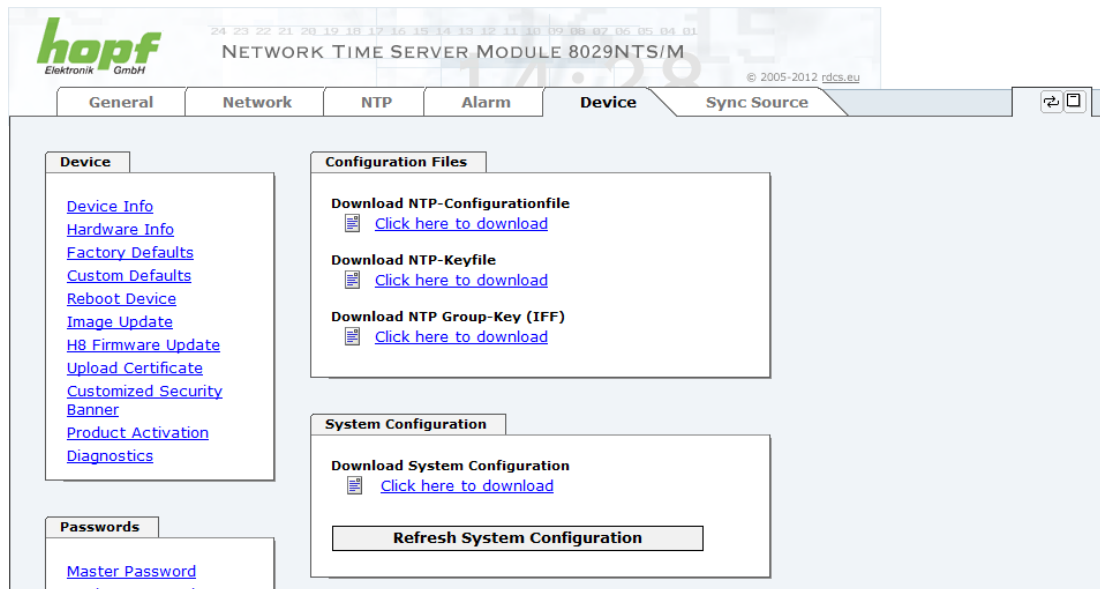 hopf
Elektronik GmbH
24 23 22 21 20 19 18 17 16 15 14 13 12 11 10 09 08 07 06 05 04 01
NETWORK TIME SERVER MODULE 8029NTS/M
14:28
© 2005-2012 rdcs.eu
General Network NTP Alarm Device Sync Source
Device
Device Info
Hardware Info
Factory Defaults
Custom Defaults
Reboot Device
Image Update
H8 Firmware Update
Upload Certificate
Customized Security
Banner
Product Activation
Diagnostics
Passwords
Master Password
Configuration Files
Download NTP-Configurationfile
Click here to download
Download NTP-Keyfile
Click here to download
Download NTP Group-Key (IFF)
Click here to download
System Configuration
Download System Configuration
Click here to download
Refresh System Configuration